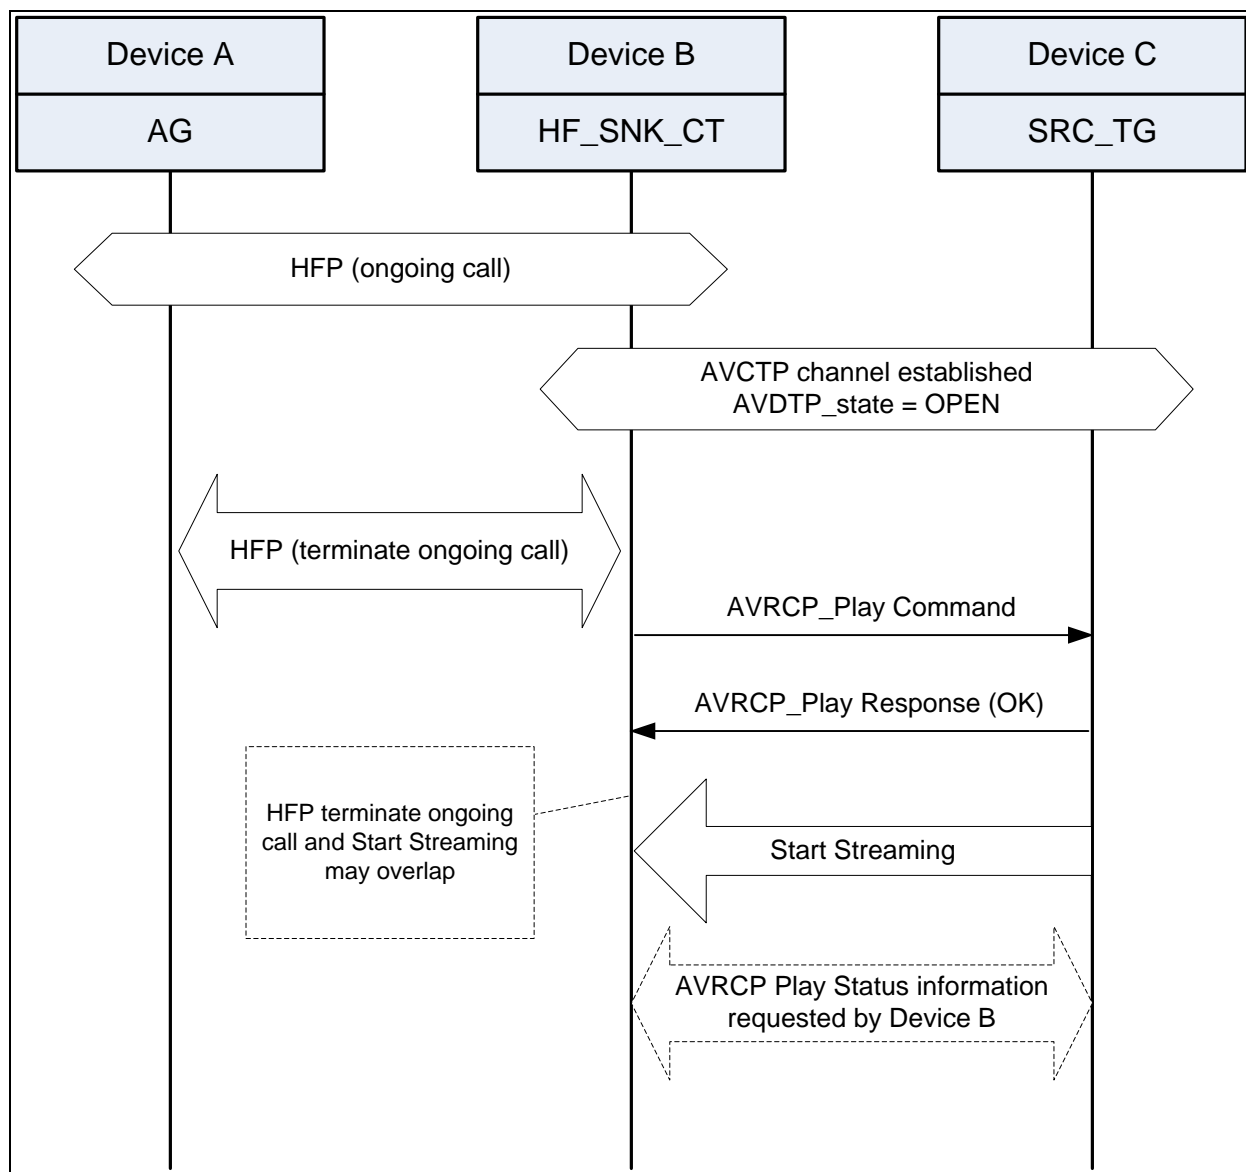 Device A
Device B
Device C
AG
HF_SNK_CT
SRC_TG
HFP (ongoing call)
AVCTP channel established
AVDTP_state = OPEN
HFP (terminate ongoing call)
AVRCP_Play Command
AVRCP_Play Response (OK)
HFP terminate ongoing
call and Start Streaming
may overlap
Start Streaming
AVRCP Play Status information
requested by Device B